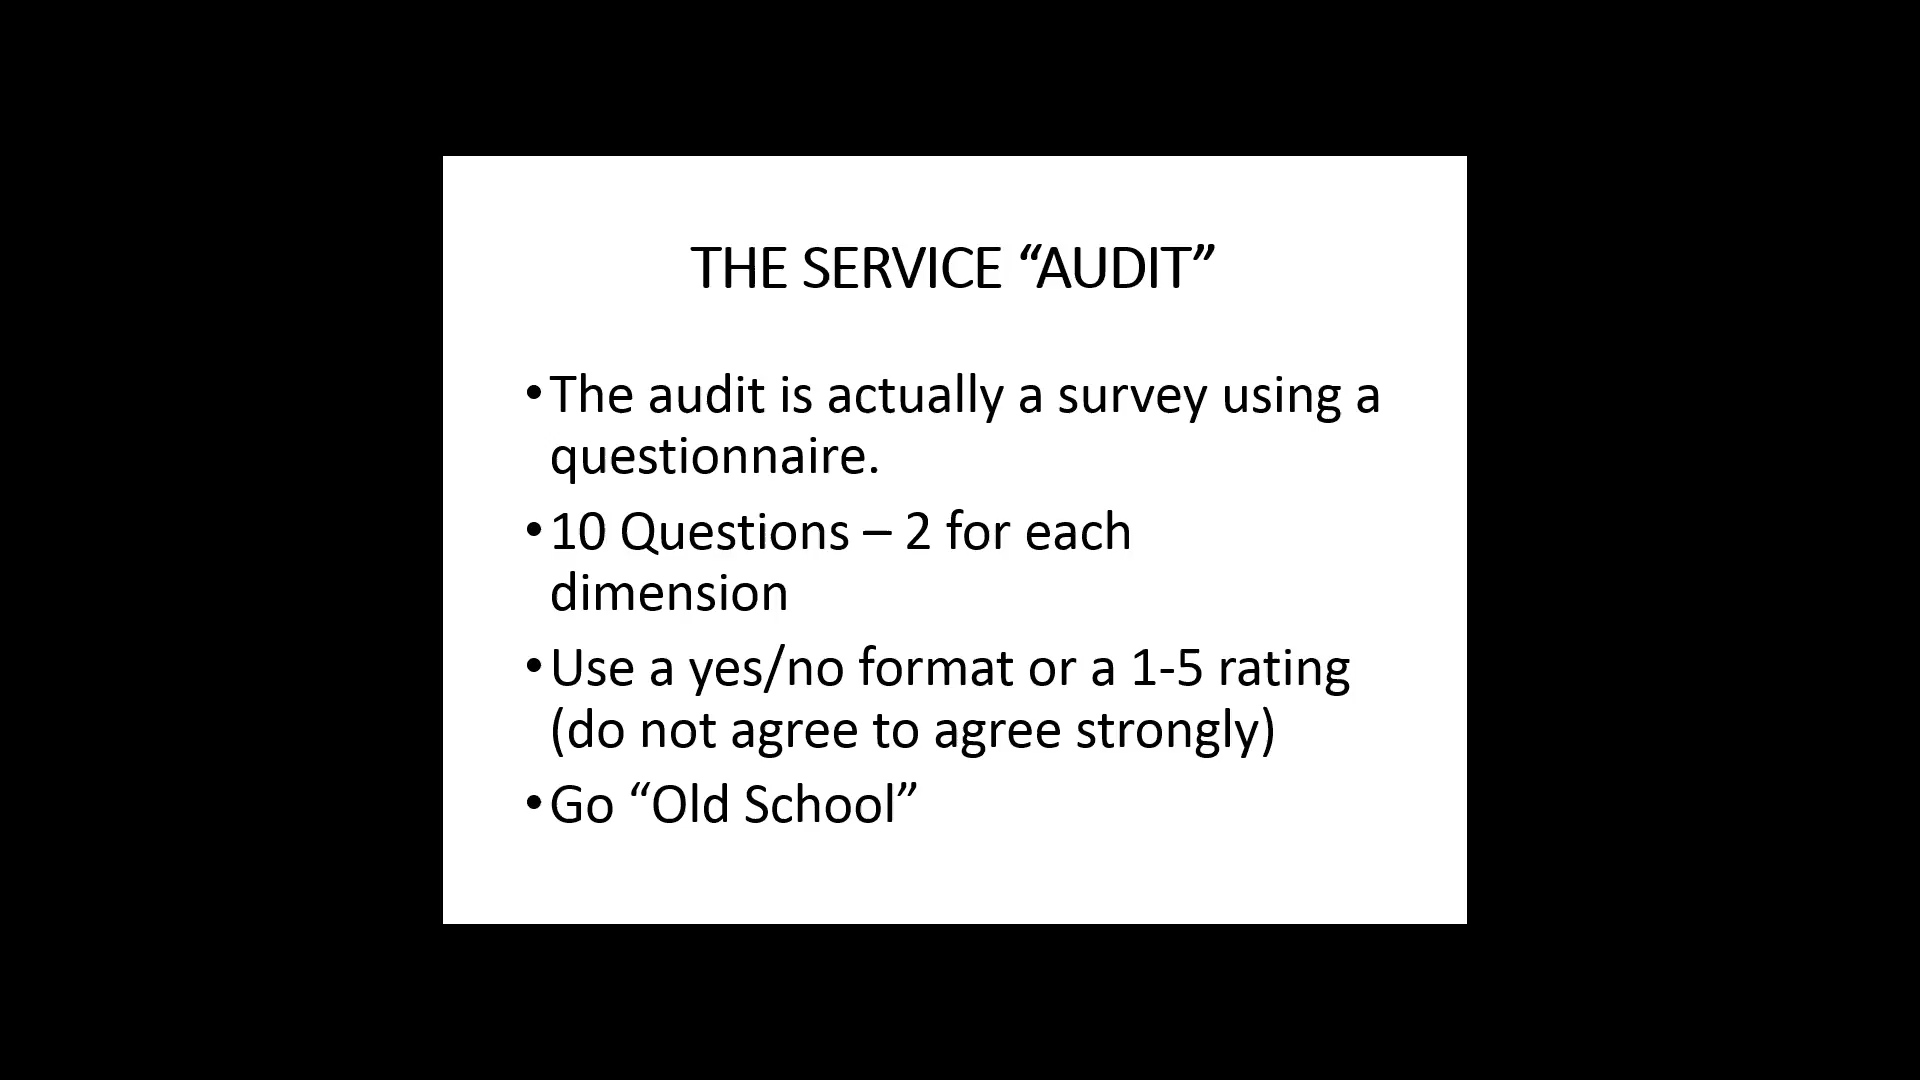 THE SERVICE “AUDIT”
•The audit is actually a survey using a
questionnaire.
•10 Questions – 2 for each
dimension
•Use a yes/no format or a 1-5 rating
(do not agree to agree strongly)
•Go “Old School”